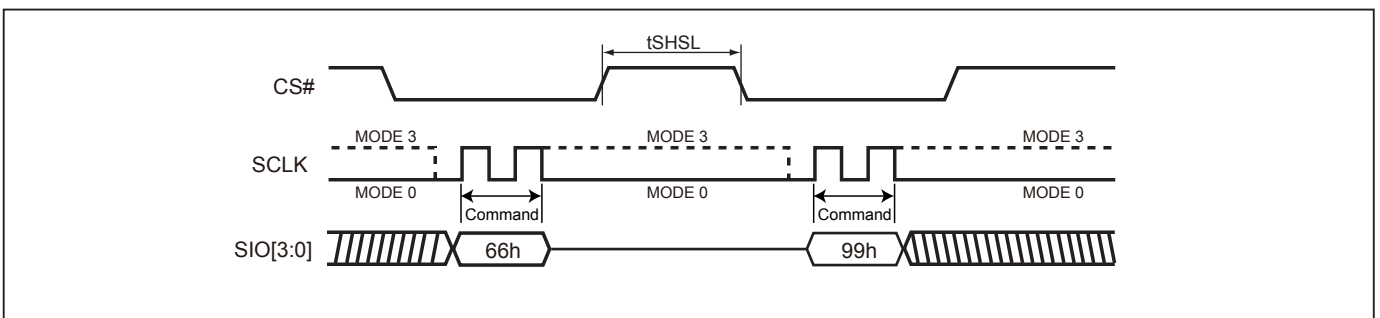 tSHSL
CS#
MODE 3 MODE 3 MODE 3
SCLK
MODE 0 MODE 0 MODE 0
Command Command
SIO[3:0] 66h 99h